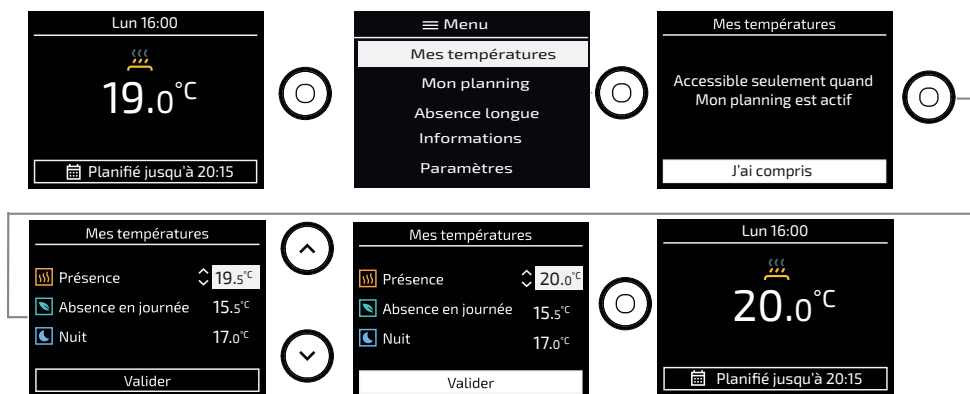 Lun 16:00
19.0°C
Planifié jusqu'à 20:15
Menu
Mes températures
Mon planning
Absence longue
Informations
Paramètres
Mes températures
Accessible seulement quand
Mon planning est actif
J'ai compris
Mes températures
Présence 19.5°C
Absence en journée 15.5°C
Nuit 17.0°C
Valider
Mes températures
Présence 20.0°C
Absence en journée 15.5°C
Nuit 17.0°C
Valider
Lun 16:00
20.0°C
Planifié jusqu'à 20:15